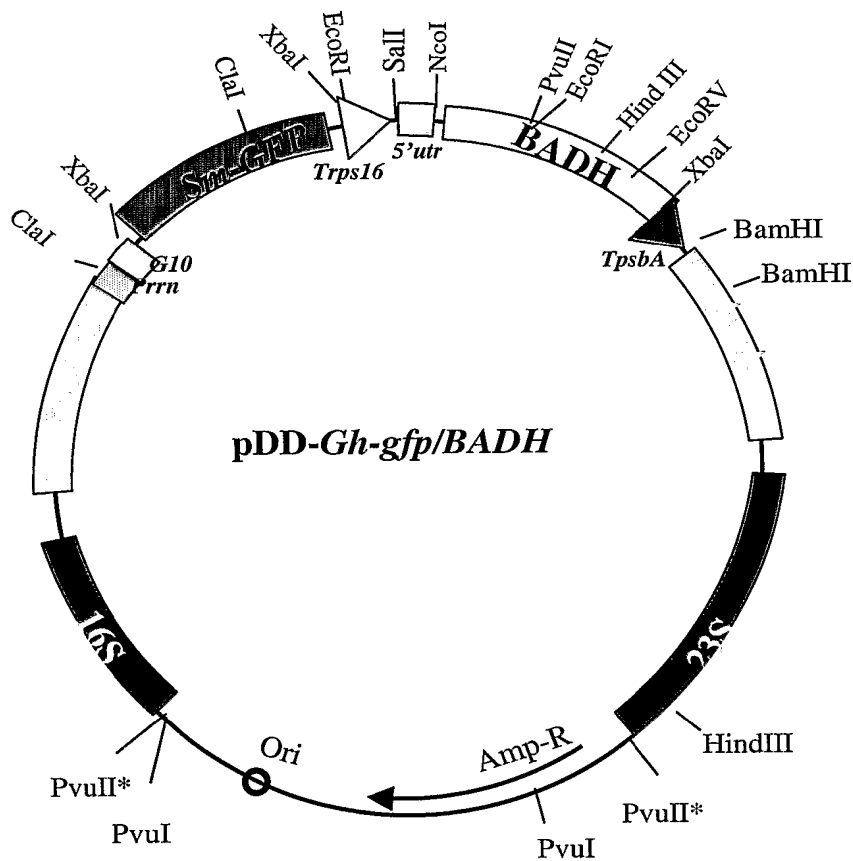 EcoRI
SalI
NcoI
XbaI
PvuII
EcoRI
ClaI
Hind III
EcoRV
Sm-GFP
BADH
5'utr
Trps16
XbaI
XbaI
ClaI
BamHI
G10
TpsbA
BamHI
Prrn
pDD-Gh-gfp/BADH
16S
23S
Ori
Amp-R
HindIII
PvuII*
PvuII*
PvuI
PvuI